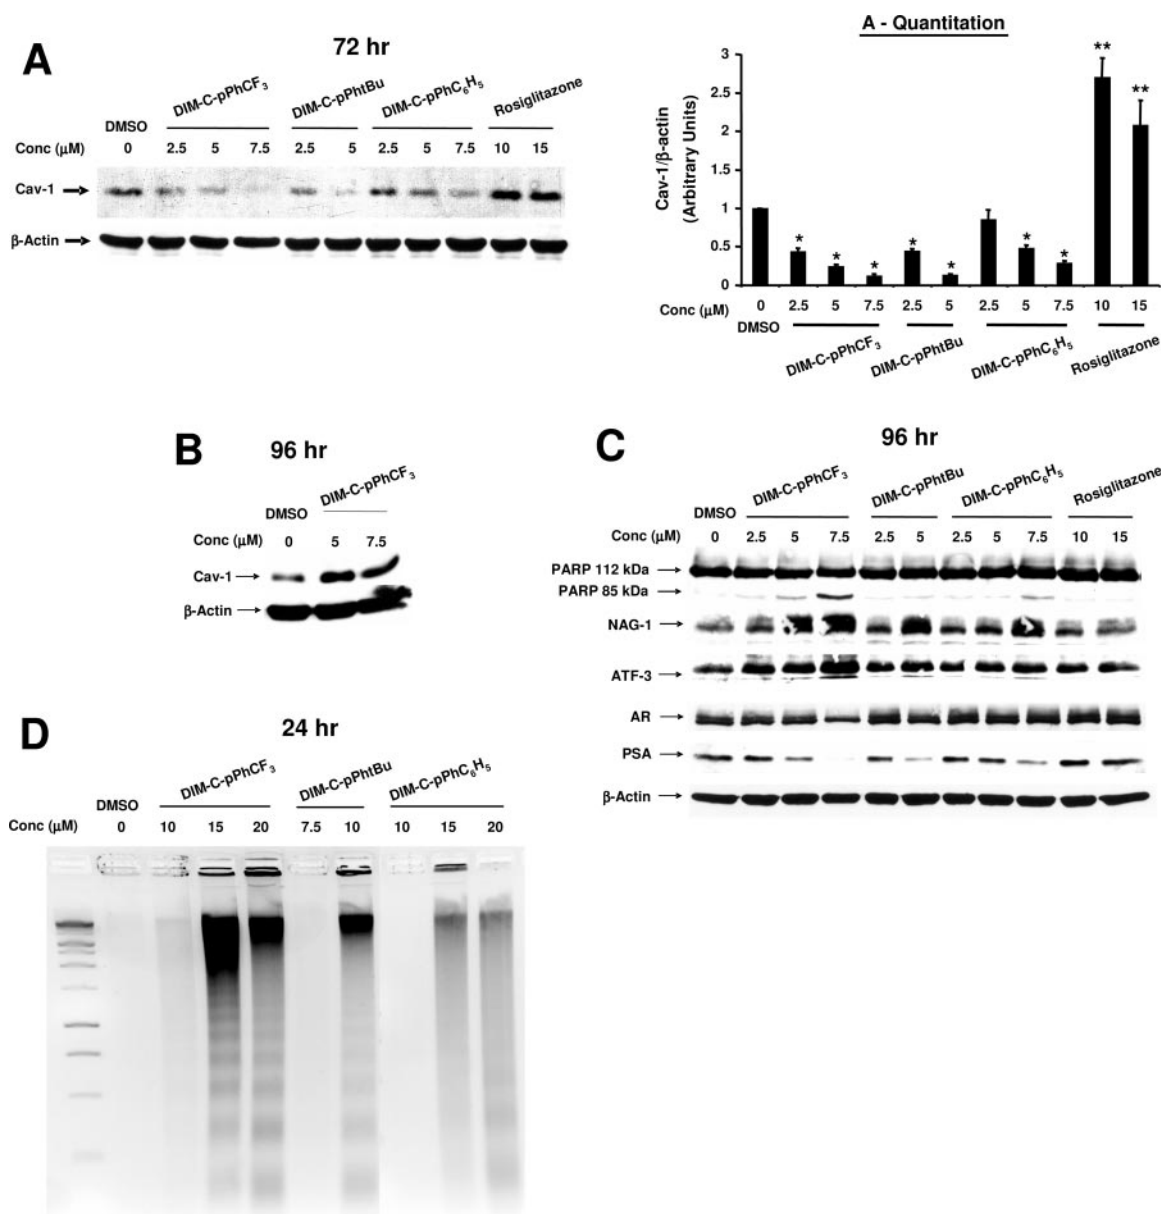 A
72 hr
DIM-C-pPhCF3 DIM-C-pPhtBu DIM-C-pPhC6H5 Rosiglitazone
DMSO
Conc (μM) 0 2.5 5 7.5 2.5 5 2.5 5 7.5 10 15
Cav-1
β-Actin
A - Quantitation
Cav-1/β-actin
(Arbitrary Units)
3.5
3
2.5
2
1.5
1
0.5
0
* * * * * * * ** **
Conc (μM) 0 2.5 5 7.5 2.5 5 2.5 5 7.5 10 15
DMSO
DIM-C-pPhCF3 DIM-C-pPhtBu DIM-C-pPhC6H5 Rosiglitazone
B
96 hr
DIM-C-pPhCF3
DMSO
Conc (μM) 0 5 7.5
Cav-1
β-Actin
C
96 hr
DIM-C-pPhCF3 DIM-C-pPhtBu DIM-C-pPhC6H5 Rosiglitazone
DMSO
Conc (μM) 0 2.5 5 7.5 2.5 5 2.5 5 7.5 10 15
PARP 112 kDa
PARP 85 kDa
NAG-1
ATF-3
AR
PSA
β-Actin
D
24 hr
DIM-C-pPhCF3 DIM-C-pPhtBu DIM-C-pPhC6H5
DMSO
Conc (μM) 0 10 15 20 7.5 10 10 15 20